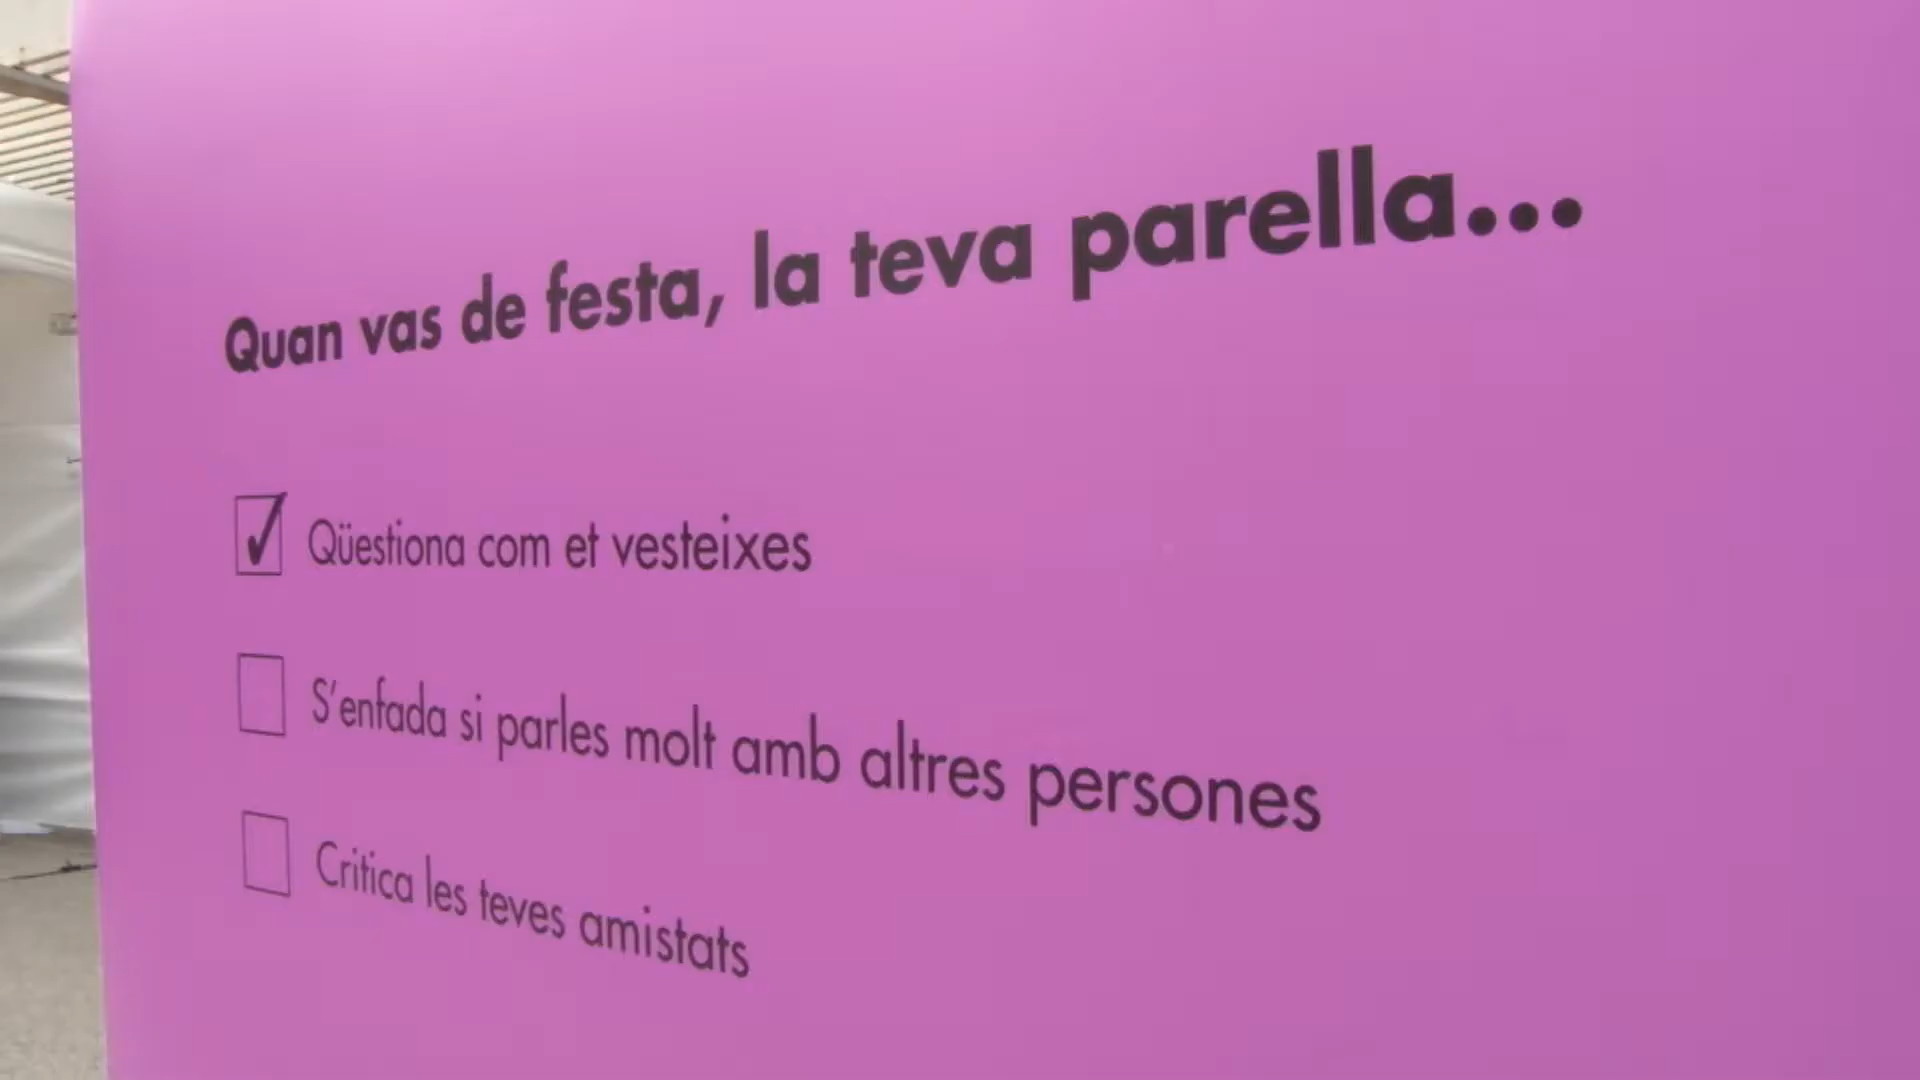 Quan vas de festa, la teva parella...
Qüestiona com et vesteixes
S'enfada si parles molt amb altres persones
Critica les teves amistats